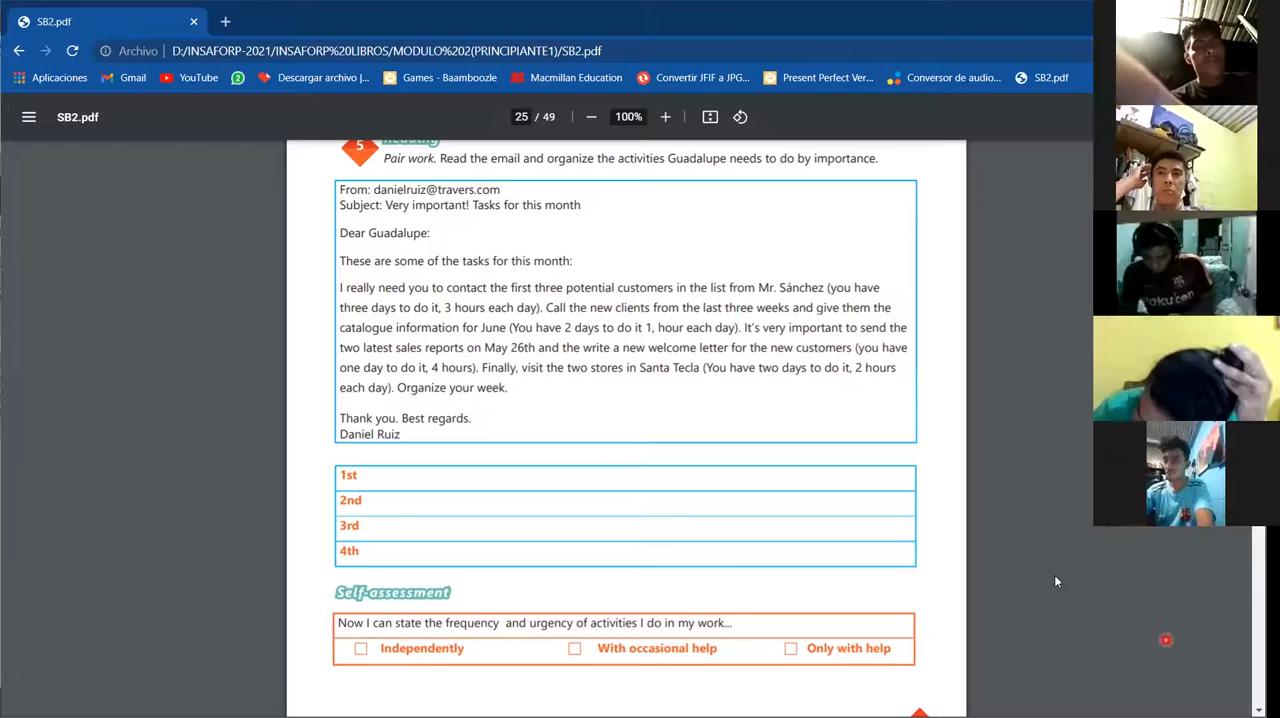 SB2.pdf
Archivo D:/INSAFORP-2021/INSAFORP%20LIBROS/MODULO%202(PRINCIPIANTE1)/SB2.pdf
Aplicaciones Gmail YouTube 2 Descargar archivo |... Games - Baamboozle Macmillan Education Convertir JFIF a JPG... Present Perfect Ver... Conversor de audio... SB2.pdf
SB2.pdf 25 / 49 100%
5 Reading
Pair work. Read the email and organize the activities Guadalupe needs to do by importance.
From: danielruiz@travers.com
Subject: Very important! Tasks for this month
Dear Guadalupe:
These are some of the tasks for this month:
I really need you to contact the first three potential customers in the list from Mr. Sánchez (you have
three days to do it, 3 hours each day). Call the new clients from the last three weeks and give them the
catalogue information for June (You have 2 days to do it 1, hour each day). It's very important to send the
two latest sales reports on May 26th and the write a new welcome letter for the new customers (you have
one day to do it, 4 hours). Finally, visit the two stores in Santa Tecla (You have two days to do it, 2 hours
each day). Organize your week.
Thank you. Best regards.
Daniel Ruiz
1st
2nd
3rd
4th
Self-assessment
Now I can state the frequency and urgency of activities I do in my work...
Independently With occasional help Only with help